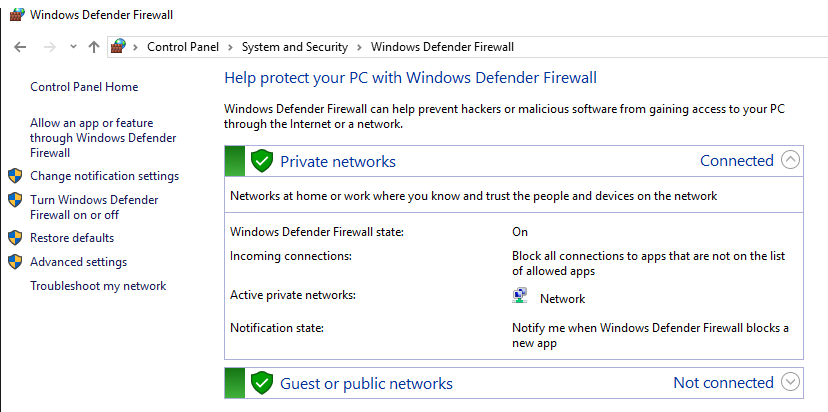 Windows Defender Firewall
Control Panel
System and Security
Windows Defender Firewall
Control Panel Home
Allow an app or feature
through Windows Defender
Firewall
Change notification settings
Turn Windows Defender
Firewall on or off
Restore defaults
Advanced settings
Troubleshoot my network
Help protect your PC with Windows Defender Firewall
Windows Defender Firewall can help prevent hackers or malicious software from gaining access to your PC
through the Internet or a network.
Private networks
Connected
Networks at home or work where you know and trust the people and devices on the network
Windows Defender Firewall state:
On
Incoming connections:
Block all connections to apps that are not on the list
of allowed apps
Active private networks:
Network
Notification state:
Notify me when Windows Defender Firewall blocks a
new app
Guest or public networks
Not connected